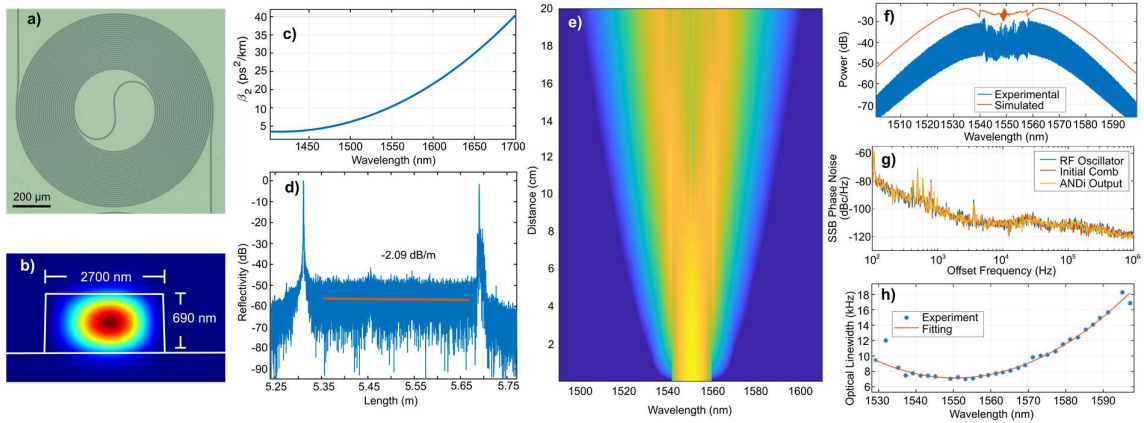 a)
200 µm
b)
2700 nm
690 nm
c)
β2 (ps²/km)
40
35
30
25
20
15
10
5
1450 1500 1550 1600 1650 1700
Wavelength (nm)
d)
-2.09 dB/m
Reflectivity (dB)
0
-10
-20
-30
-40
-50
-60
-70
-80
-90
5.25 5.35 5.45 5.55 5.65 5.75
Length (m)
e)
Distance (cm)
20
18
16
14
12
10
8
6
4
2
1500 1520 1540 1560 1580 1600
Wavelength (nm)
f)
Power (dB)
-30
-50
-70
Experimental
Simulated
1510 1520 1530 1540 1550 1560 1570 1580 1590
Wavelength (nm)
g)
SSB Phase Noise
(dBc/Hz)
-60
-80
-100
-120
RF Oscillator
Initial Comb
ANDi Output
10² 10³ 10⁴ 10⁵ 10⁶
Offset Frequency (Hz)
h)
Optical Linewidth (kHz)
18
16
14
12
10
8
6
Experiment
Fitting
1530 1540 1550 1560 1570 1580 1590
Wavelength (nm)